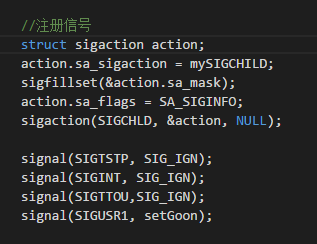 //注册信号
struct sigaction action;
action.sa_sigaction = mySIGCHILD;
sigfillset(&action.sa_mask);
action.sa_flags = SA_SIGINFO;
sigaction(SIGCHLD, &action, NULL);
signal(SIGTSTP, SIG_IGN);
signal(SIGINT, SIG_IGN);
signal(SIGTTOU,SIG_IGN);
signal(SIGUSR1, setGoon);